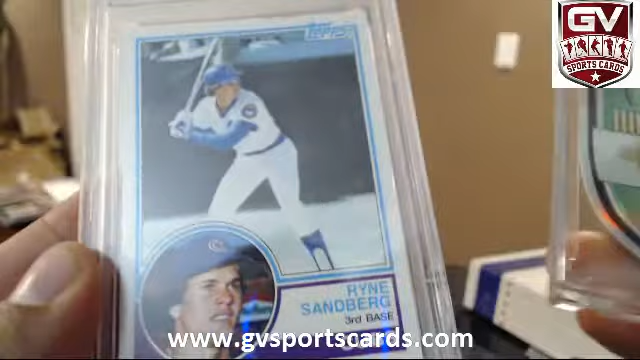 GV
SPORTS CARDS
Topps
RYNE
SANDBERG
3rd BASE
www.gvsportscards.com